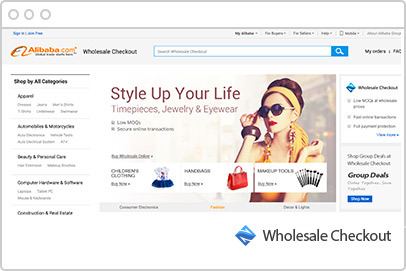 Sign In | Join Free
My Alibaba
For Buyers
For Sellers
Help
Mobile
About Alibaba Group
Alibaba.com
Global trade starts here.
Wholesale Checkout
Search Wholesale Checkout
My orders | FAQ
Shop by All Categories
Apparel
Dresses Jeans Men's Shirts
T-Shirts Underwear Swimwear
Automobiles & Motorcycles
Auto Electronics Vehicle Tools
Auto Electrical System ATV
Beauty & Personal Care
Hair Extension Makeup Brushes
Computer Hardware & Software
Laptops Tablet PC
Mouse & Keyboards
Construction & Real Estate
Style Up Your Life
Timepieces, Jewelry & Eyewear
Low MOQs
Secure online transactions
Buy Wholesale Online
CHILDREN'S
CLOTHING
Buy Now
HANDBAGS
Buy Now
MAKEUP TOOLS
Buy Now
Consumer Electronics
Fashion
Decor & Lights
Wholesale Checkout
Low MOQs at wholesale
prices
Fast online transactions
Full payment protection
View more
Shop Group Deals at
Wholesale Checkout
Group Deals
Order Together, Save
Together
Shop Now
Wholesale Checkout